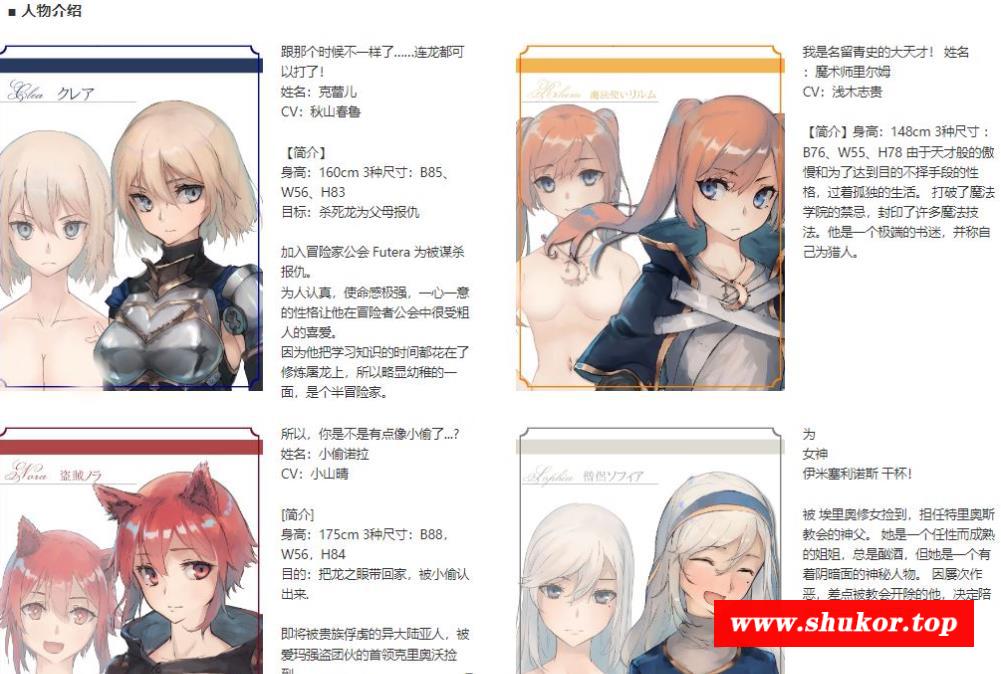 ■ 人物介绍
Clea クレア
跟那个时候不一样了......连龙都可
以打了！
姓名：克蕾儿
CV：秋山春鲁
【简介】
身高：160cm 3种尺寸：B85、
W56、H83
目标：杀死龙为父母报仇
加入冒险家公会 Futera 为被谋杀
报仇。
为人认真，使命感极强，一心一意
的性格让他在冒险者公会中很受粗
人的喜爱。
因为他把学习知识的时间都花在了
修炼屠龙上，所以略显幼稚的一
面，是个半冒险家。
Rirum 魔法使いリルム
我是名留青史的大天才！ 姓名
：魔术师里尔姆
CV：浅木志贵
【简介】身高：148cm 3种尺寸：
B76、W55、H78 由于天才般的傲
慢和为了达到目的不择手段的性
格，过着孤独的生活。 打破了魔法
学院的禁忌，封印了许多魔法技
法。他是一个极端的书迷，并称自
己为猎人。
Nora 盗賊ノラ
所以，你是不是有点像小偷了...?
姓名：小偷诺拉
CV：小山晴
[简介]
身高：175cm 3种尺寸：B88，
W56，H84
目的：把龙之眼带回家，被小偷认
出来.
即将被贵族俘虏的异大陆亚人，被
爱玛强盗团伙的首领克里奥沃捡
到
Sophia 僧侶ソフィア
为
女神
伊米塞利诺斯 干杯！
被 埃里奥修女捡到，担任特里奥斯
教会的神父。 她是一个任性而成熟
的姐姐，总是酗酒，但她是一个有
着阴暗面的神秘人物。 因屡次作
恶，差点被教会开除的他，决定陪
www.shukor.top